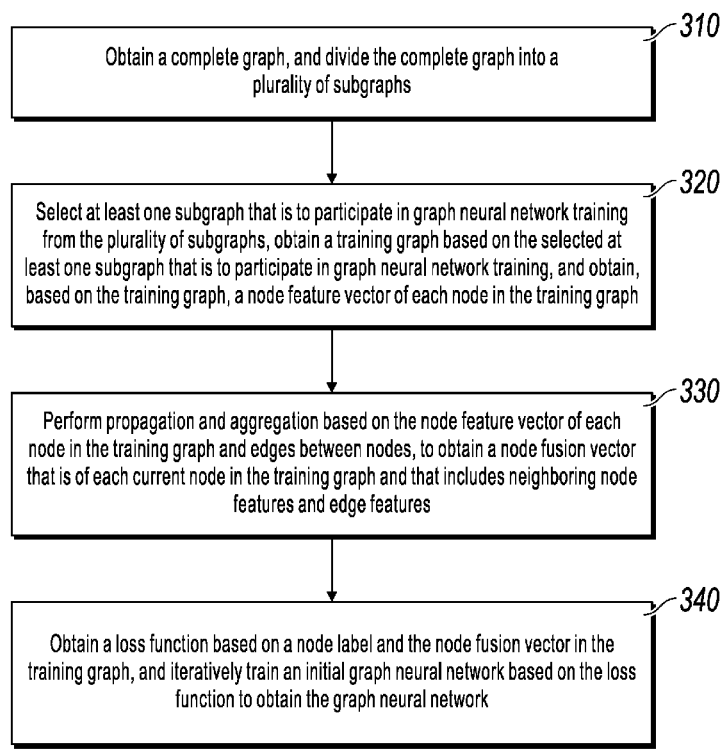 310
Obtain a complete graph, and divide the complete graph into a
plurality of subgraphs
320
Select at least one subgraph that is to participate in graph neural network training
from the plurality of subgraphs, obtain a training graph based on the selected at
least one subgraph that is to participate in graph neural network training, and obtain,
based on the training graph, a node feature vector of each node in the training graph
330
Perform propagation and aggregation based on the node feature vector of each
node in the training graph and edges between nodes, to obtain a node fusion vector
that is of each current node in the training graph and that includes neighboring node
features and edge features
340
Obtain a loss function based on a node label and the node fusion vector in the
training graph, and iteratively train an initial graph neural network based on the loss
function to obtain the graph neural network